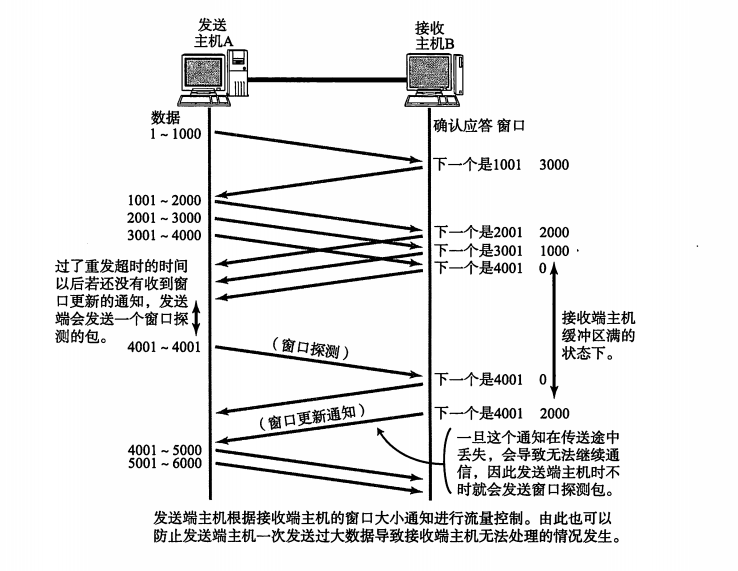 发送
主机A
接收
主机B
数据
确认应答 窗口
1~1000
下一个是1001 3000
1001~2000
2001~3000
3001~4000
下一个是2001 2000
下一个是3001 1000
下一个是4001 0
过了重发超时的时间
以后若还没有收到窗
口更新的通知，发送
端会发送一个窗口探
测的包。
接收端主机
缓冲区满的
状态下。
4001~4001
（窗口探测）
下一个是4001 0
（窗口更新通知）
下一个是4001 2000
4001~5000
5001~6000
一旦这个通知在传送途中
丢失，会导致无法继续通
信，因此发送端主机时不
时就会发送窗口探测包。
发送端主机根据接收端主机的窗口大小通知进行流量控制。由此也可以
防止发送端主机一次发送过大数据导致接收端主机无法处理的情况发生。